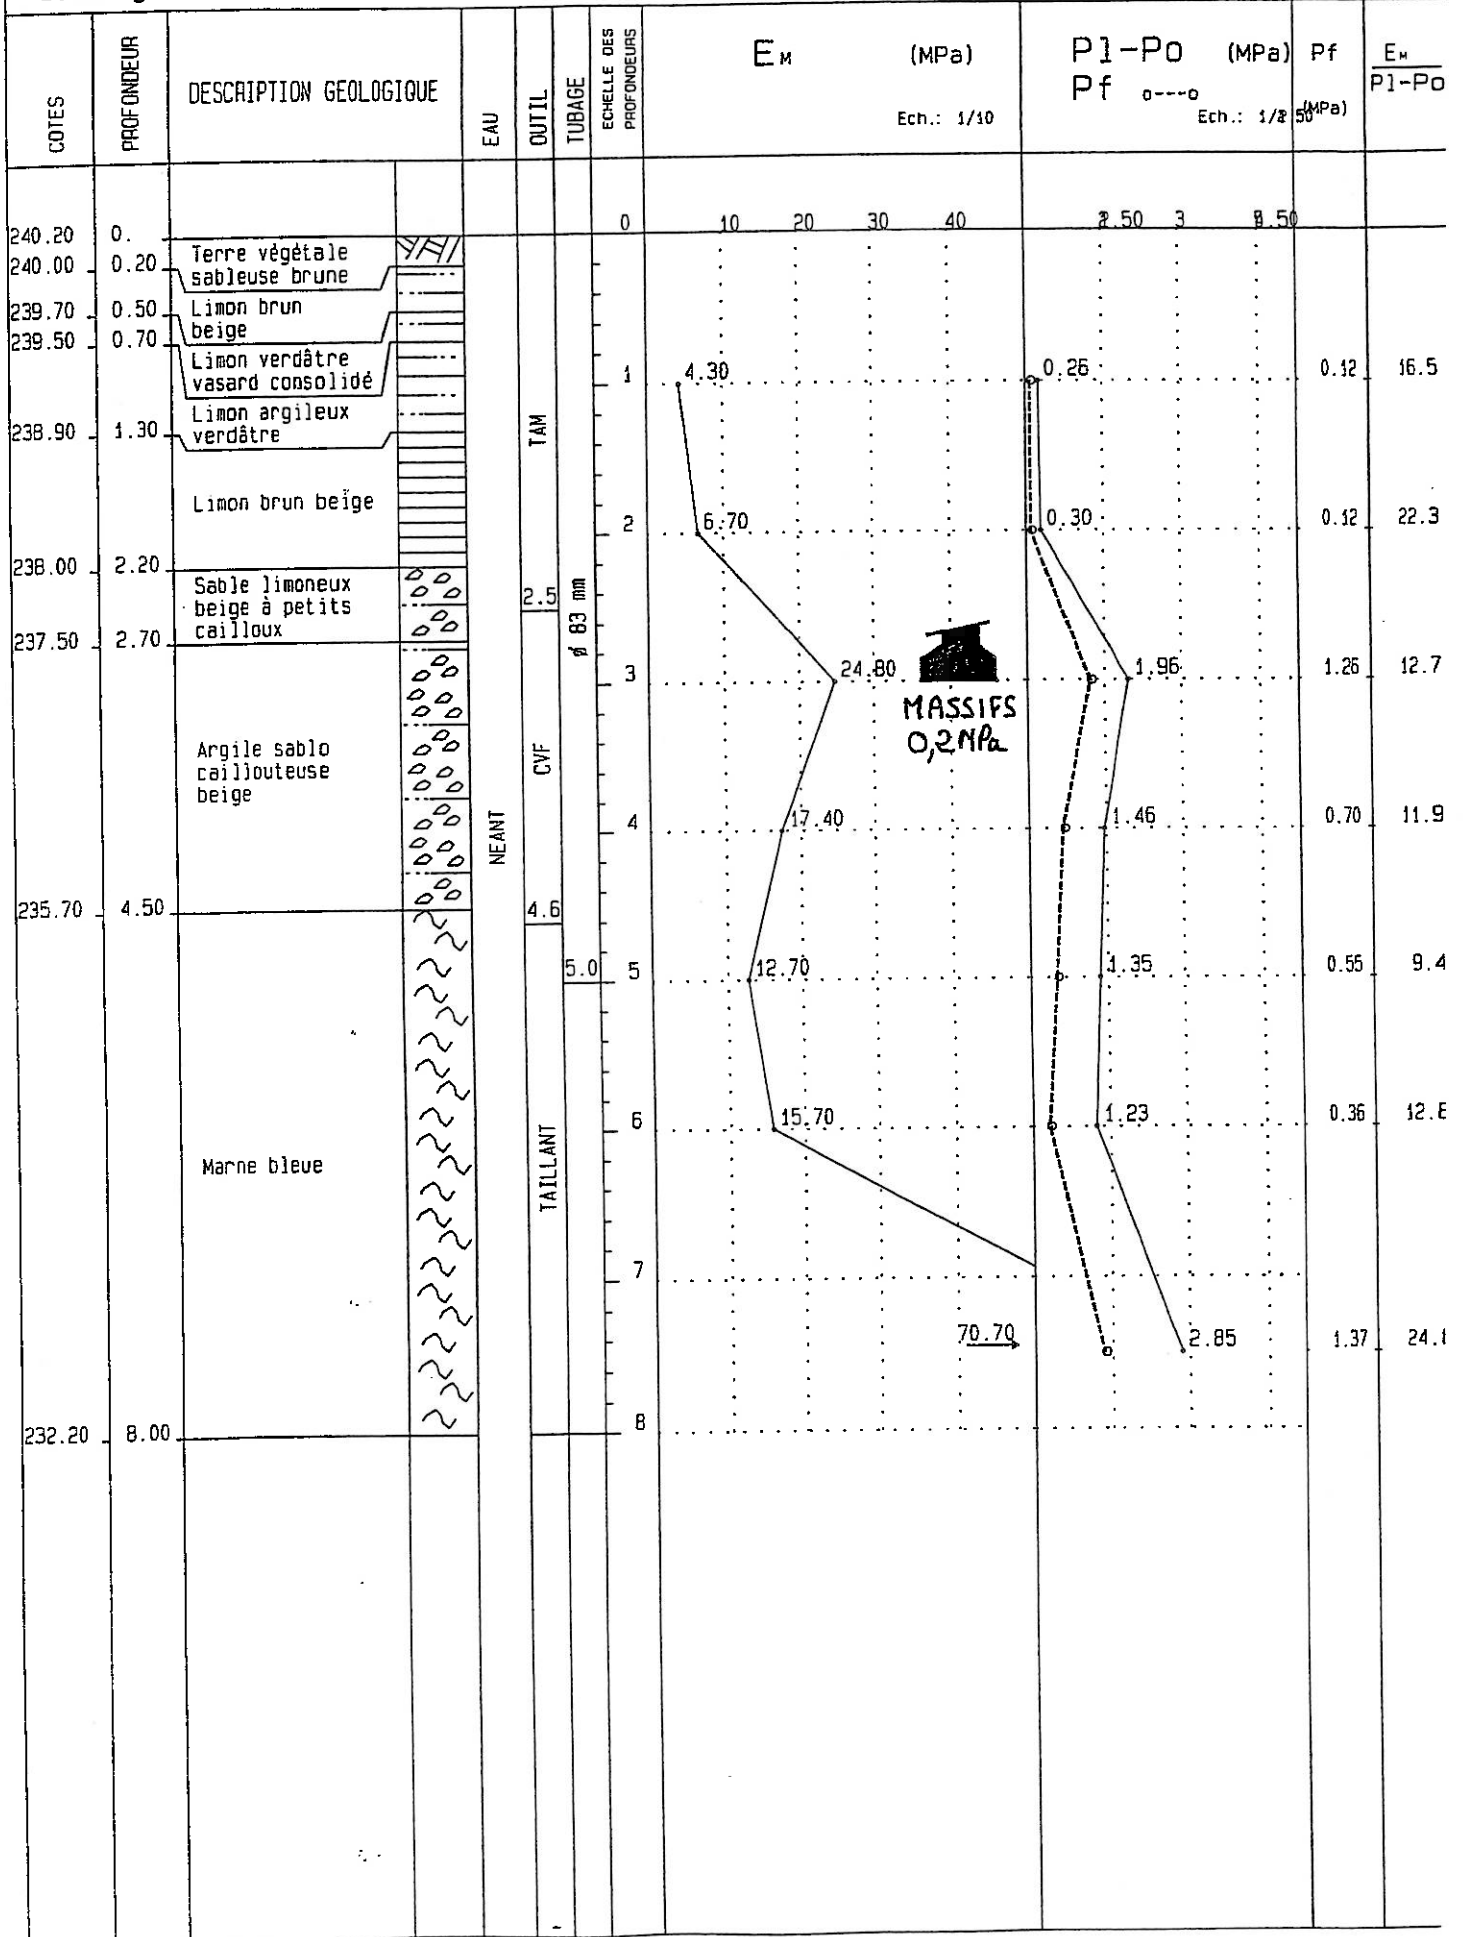 COTES
PROFONDEUR
DESCRIPTION GEOLOGIQUE
EAU
OUTIL
TUBAGE
ECHELLE DES
PROFONDEURS
EM (MPa)
Ech.: 1/10
Pl-Po (MPa)
Pf o---o
Pf
(MPa)
EM
Pl-Po
0 10 20 30 40 3
240.20 0.
240.00 0.20
Terre végétale
sableuse brune
239.70 0.50
Limon brun
beige
239.50 0.70
Limon verdâtre
vasard consolidé
1 4.30 0.26 0.12 16.5
Limon argileux
verdâtre
238.90 1.30
TAM
Limon brun beige
2 6.70 0.30 0.12 22.3
238.00 2.20
Sable limoneux
beige à petits
cailloux
2.5
ø 63 mm
237.50 2.70
3 24.80 1.96 1.26 12.7
MASSIFS
0,2 MPa
Argile sablo
caillouteuse
beige
CVF
NEANT
4 17.40 1.46 0.70 11.9
235.70 4.50
4.6
5.0
5 12.70 1.35 0.55 9.4
6 15.70 1.23 0.36
Marne bleue
TAILLANT
7
70.70 2.85 1.37
8
232.20 8.00